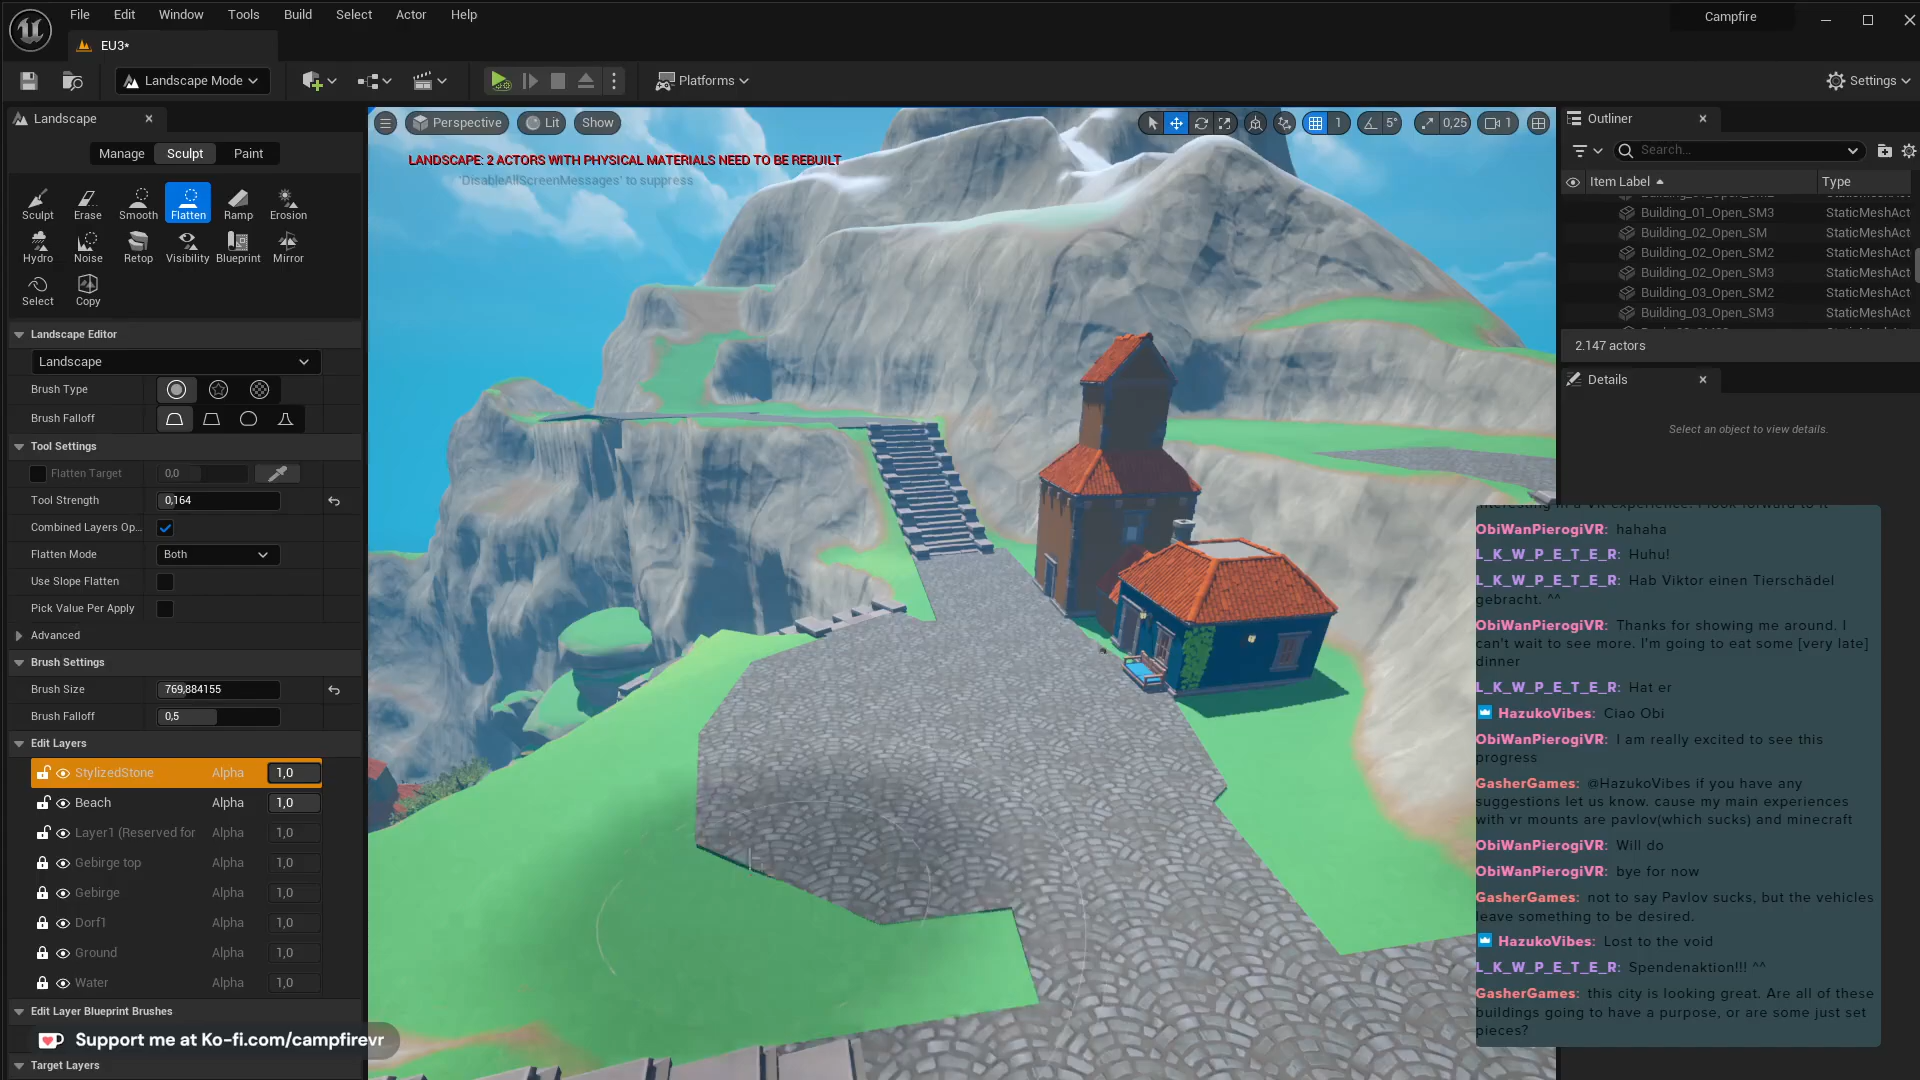 File Edit Window Tools Build Select Actor Help
Campfire
EU3*
Landscape Mode
Platforms
Settings
Landscape
Manage Sculpt Paint
Sculpt Erase Smooth Flatten Ramp Erosion
Hydro Noise Retop Visibility Blueprint Mirror
Select Copy
Landscape Editor
Landscape
Brush Type
Brush Falloff
Tool Settings
Flatten Target 0,0
Tool Strength 0,164
Combined Layers Op...
Flatten Mode Both
Use Slope Flatten
Pick Value Per Apply
Advanced
Brush Settings
Brush Size 769,884155
Brush Falloff 0,5
Edit Layers
StylizedStone Alpha 1,0
Beach Alpha 1,0
Layer1 (Reserved for Alpha 1,0
Gebirge top Alpha 1,0
Gebirge Alpha 1,0
Dorf1 Alpha 1,0
Ground Alpha 1,0
Water Alpha 1,0
Edit Layer Blueprint Brushes
Support me at Ko-fi.com/campfirevr
Target Layers
Perspective Lit Show
1 5° 0,25 1
LANDSCAPE: 2 ACTORS WITH PHYSICAL MATERIALS NEED TO BE REBUILT
'DisableAllScreenMessages' to suppress
Outliner
Search...
Item Label Type
Building_01_Open_SM3 StaticMeshAct
Building_02_Open_SM StaticMeshAct
Building_02_Open_SM2 StaticMeshAct
Building_02_Open_SM3 StaticMeshAct
Building_03_Open_SM2 StaticMeshAct
Building_03_Open_SM3 StaticMeshAct
2.147 actors
Details
Select an object to view details.
interesting in a VR experience. I look forward to it
ObiWanPierogiVR: hahaha
L_K_W_P_E_T_E_R: Huhu!
L_K_W_P_E_T_E_R: Hab Viktor einen Tierschädel
gebracht. ^^
ObiWanPierogiVR: Thanks for showing me around. I
can't wait to see more. I'm going to eat some [very late]
dinner
L_K_W_P_E_T_E_R: Hat er
HazukoVibes: Ciao Obi
ObiWanPierogiVR: I am really excited to see this
progress
GasherGames: @HazukoVibes if you have any
suggestions let us know. cause my main experiences
with vr mounts are pavlov(which sucks) and minecraft
ObiWanPierogiVR: Will do
ObiWanPierogiVR: bye for now
GasherGames: not to say Pavlov sucks, but the vehicles
leave something to be desired.
HazukoVibes: Lost to the void
L_K_W_P_E_T_E_R: Spendenaktion!!! ^^
GasherGames: this city is looking great. Are all of these
buildings going to have a purpose, or are some just set
pieces?